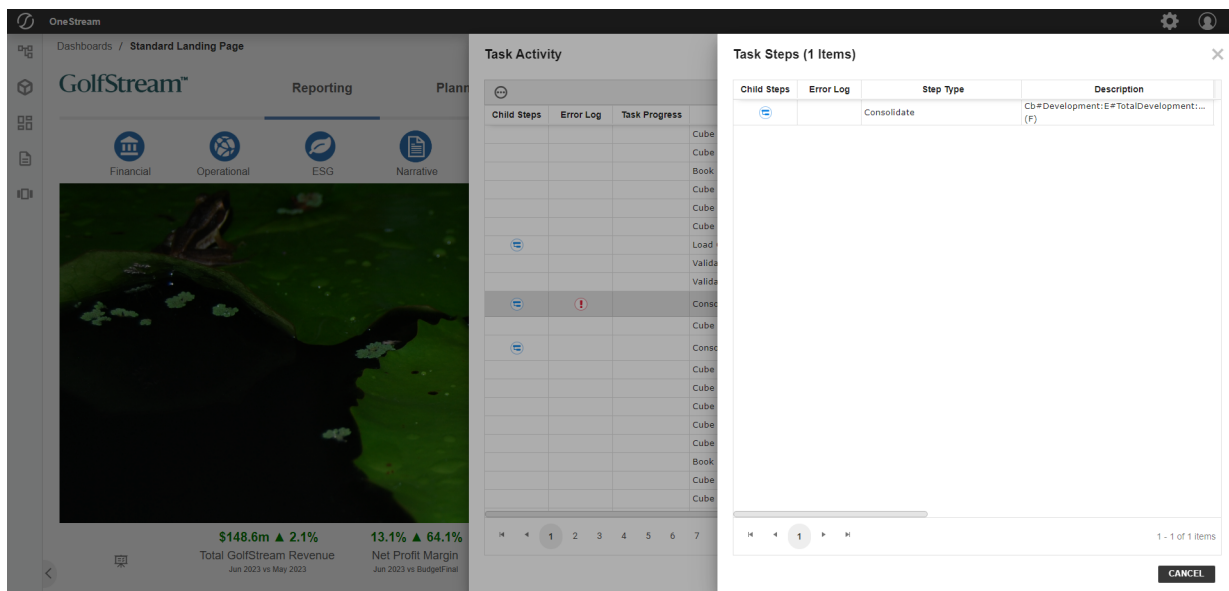 OneStream
Dashboards / Standard Landing Page
GolfStream™
Reporting
Plann
Financial
Operational
ESG
Narrative
$148.6m ▲ 2.1%
Total GolfStream Revenue
Jun 2023 vs May 2023
13.1% ▲ 64.1%
Net Profit Margin
Jun 2023 vs BudgetFinal
Task Activity
Child Steps Error Log Task Progress
Cube
Cube
Book
Cube
Cube
Cube
Load
Valida
Valida
Conso
Cube
Conso
Cube
Cube
Cube
Cube
Cube
Book
Cube
Cube
1 2 3 4 5 6 7
Task Steps (1 Items)
Child Steps Error Log Step Type Description
Consolidate Cb#Development:E#TotalDevelopment:...
(F)
1
1 - 1 of 1 items
CANCEL